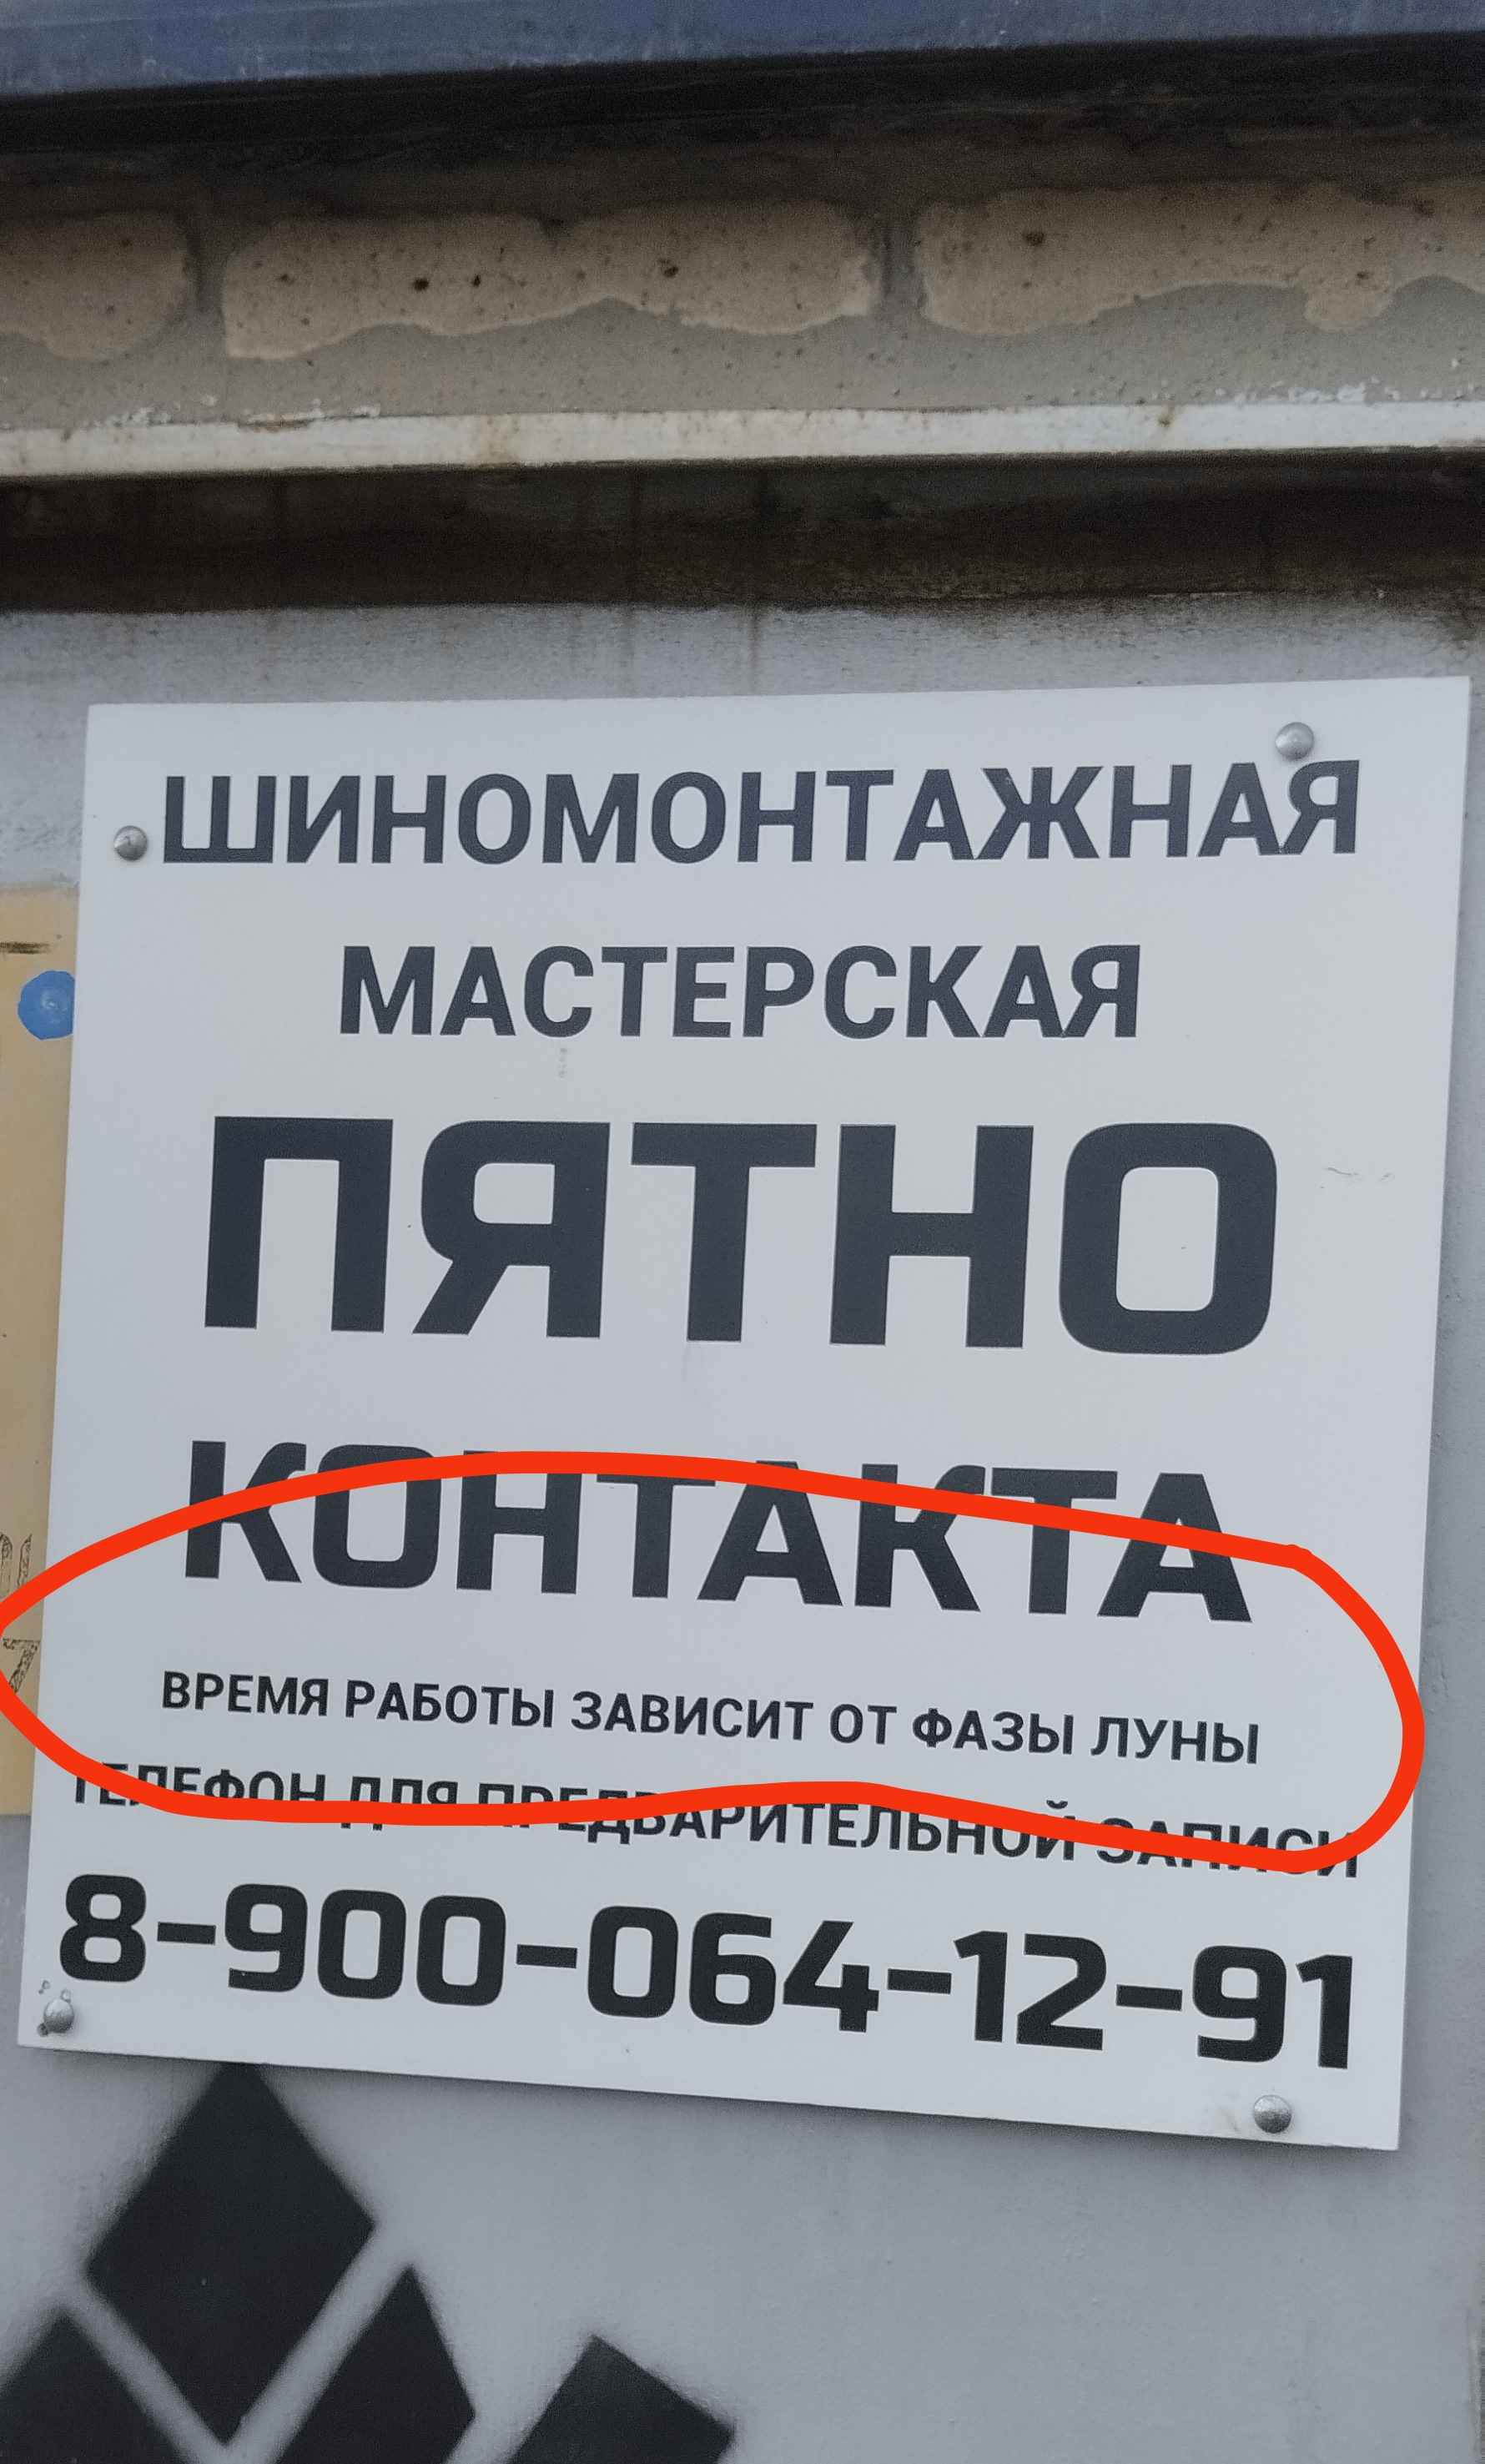 ШИНОМОНТАЖНАЯ
МАСТЕРСКАЯ
ПЯТНО
КОНТАКТА
ВРЕМЯ РАБОТЫ ЗАВИСИТ ОТ ФАЗЫ ЛУНЫ
ТЕЛЕФОН ДЛЯ ПРЕДВАРИТЕЛЬНОЙ ЗАПИСИ
8-900-064-12-91